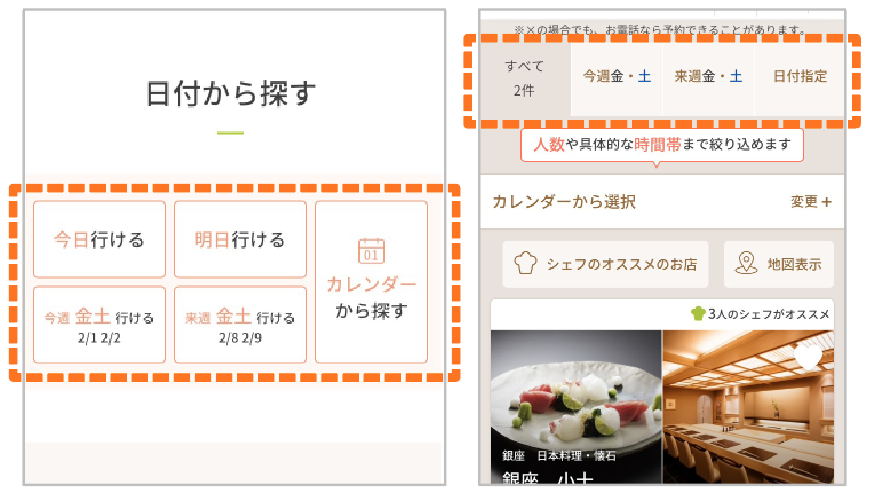 日付から探す
今日行ける
明日行ける
今週 金土 行ける
2/1 2/2
来週 金土 行ける
2/8 2/9
01
カレンダー
から探す
※×の場合でも、お電話なら予約できることがあります。
すべて
2件
今週金・土
来週金・土
日付指定
人数や具体的な時間帯まで絞り込めます
カレンダーから選択
変更+
シェフのオススメのお店
地図表示
3人のシェフがオススメ
銀座 日本料理・懐石
銀座 小十